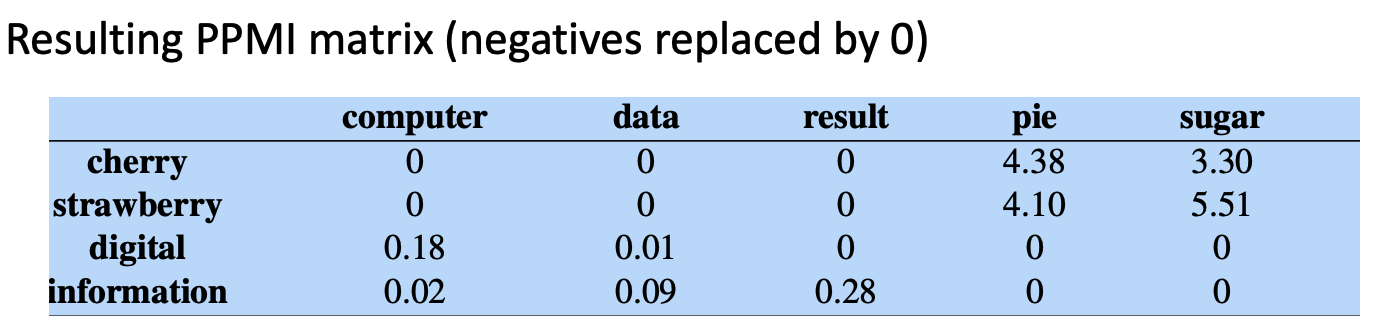 Resulting PPMI matrix (negatives replaced by 0)
computer data result pie sugar
cherry 0 0 0 4.38 3.30
strawberry 0 0 0 4.10 5.51
digital 0.18 0.01 0 0 0
information 0.02 0.09 0.28 0 0